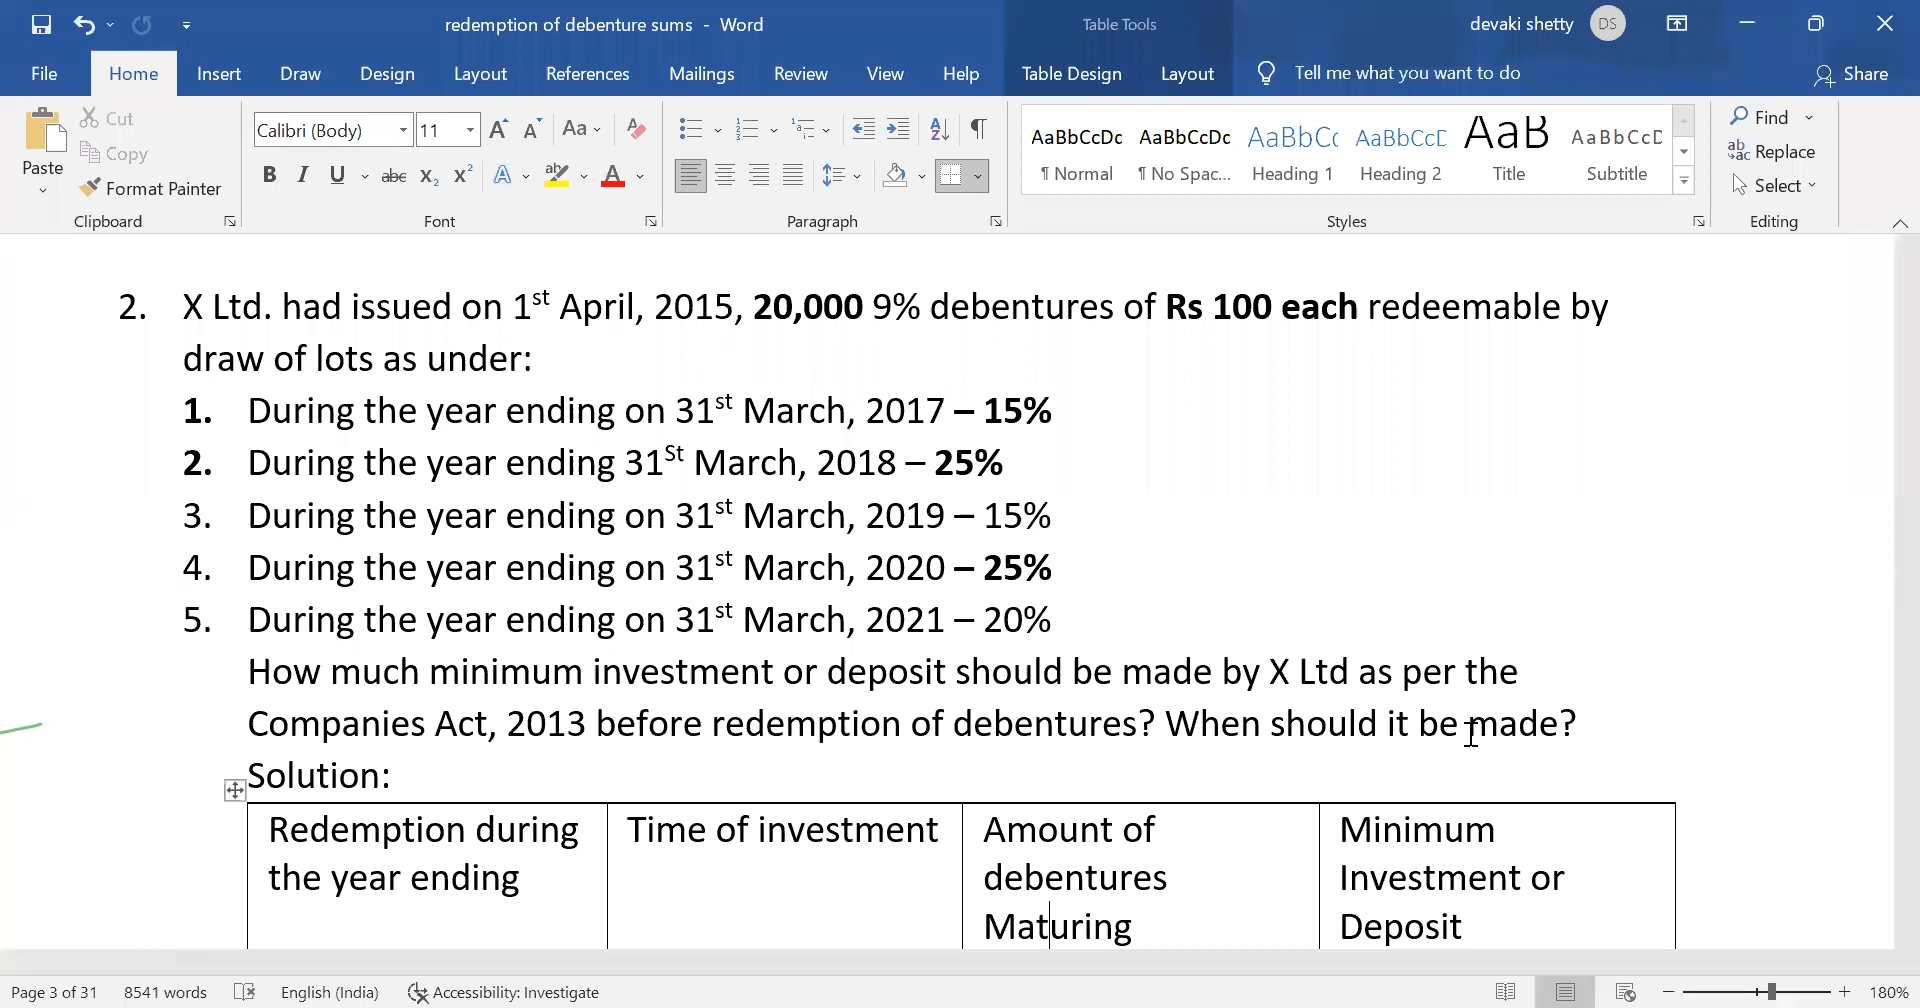 redemption of debenture sums - Word
Table Tools
devaki shetty
DS
File Home Insert Draw Design Layout References Mailings Review View Help Table Design Layout Tell me what you want to do Share
Paste
Cut
Copy
Format Painter
Clipboard
Calibri (Body) 11
Font
Paragraph
AaBbCcDc AaBbCcDc AaBbC AaBbCcD AaB AaBbCcD
¶ Normal ¶ No Spac... Heading 1 Heading 2 Title Subtitle
Styles
Find
Replace
Select
Editing
2. X Ltd. had issued on 1st April, 2015, 20,000 9% debentures of Rs 100 each redeemable by
draw of lots as under:
1. During the year ending on 31st March, 2017 – 15%
2. During the year ending 31St March, 2018 – 25%
3. During the year ending on 31st March, 2019 – 15%
4. During the year ending on 31st March, 2020 – 25%
5. During the year ending on 31st March, 2021 – 20%
How much minimum investment or deposit should be made by X Ltd as per the
Companies Act, 2013 before redemption of debentures? When should it be made?
Solution:
Redemption during Time of investment Amount of Minimum
the year ending debentures Investment or
Maturing Deposit
Page 3 of 31 8541 words English (India) Accessibility: Investigate 180%